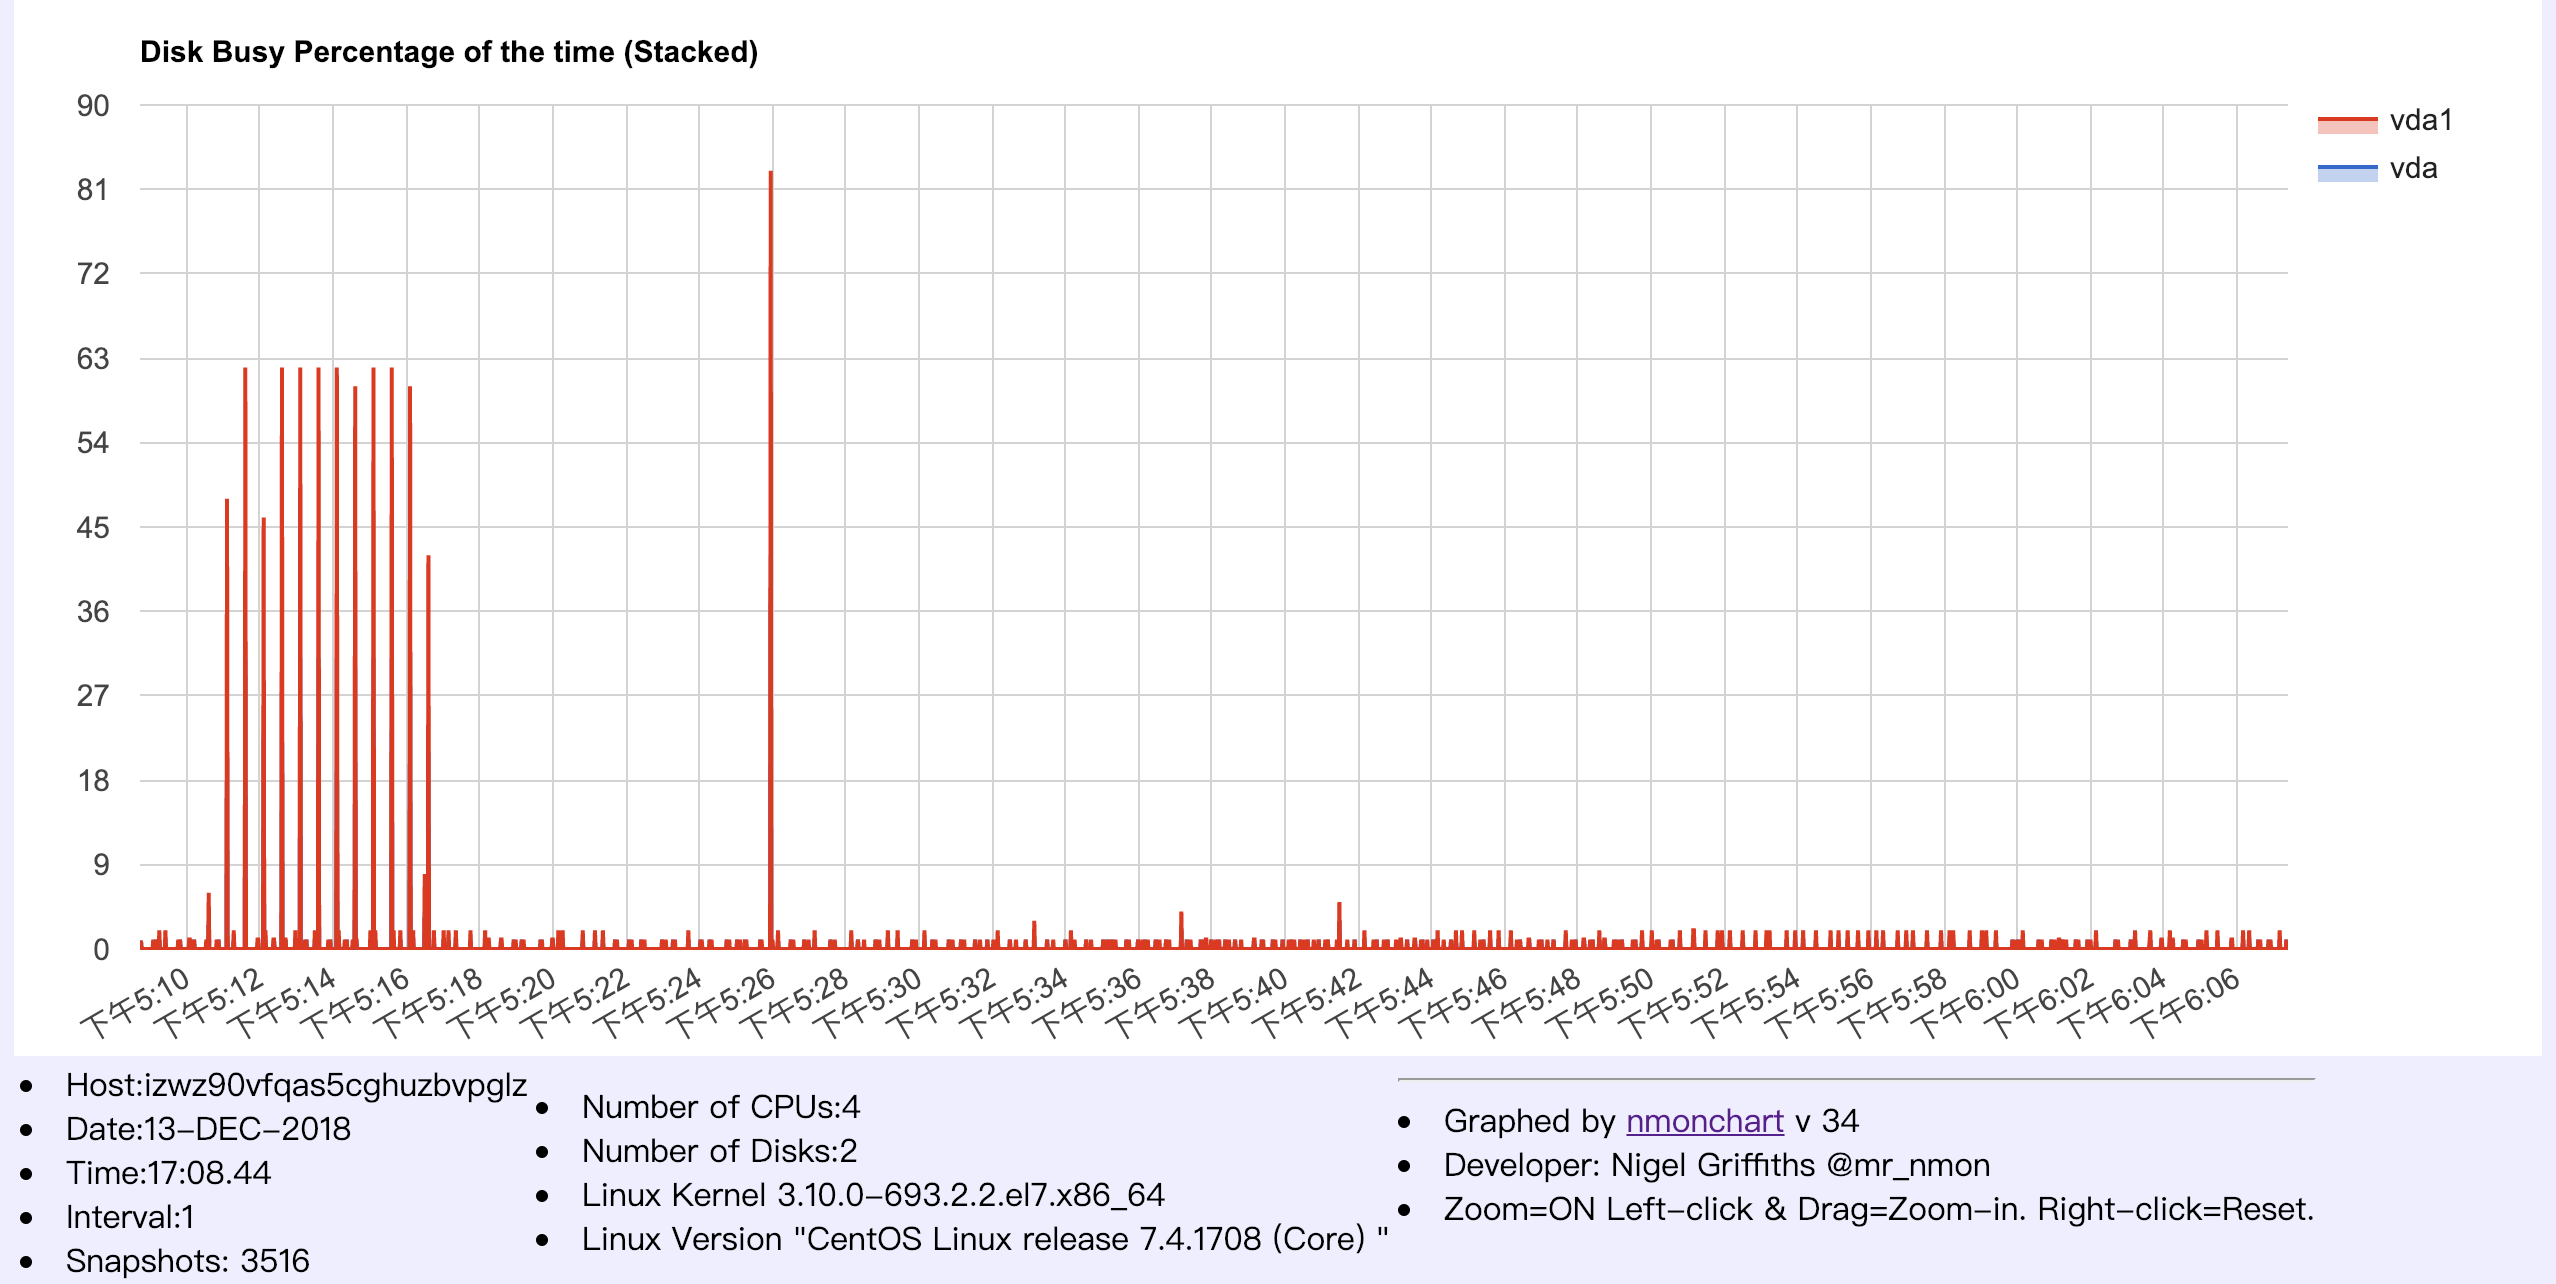 Disk Busy Percentage of the time (Stacked)
90
81
72
63
54
45
36
27
18
9
0
vda1
vda
下午5:10
下午5:12
下午5:14
下午5:16
下午5:18
下午5:20
下午5:22
下午5:24
下午5:26
下午5:28
下午5:30
下午5:32
下午5:34
下午5:36
下午5:38
下午5:40
下午5:42
下午5:44
下午5:46
下午5:48
下午5:50
下午5:52
下午5:54
下午5:56
下午5:58
下午6:00
下午6:02
下午6:04
下午6:06
Host:izwz90vfqas5cghuzbvpglz
Date:13-DEC-2018
Time:17:08.44
Interval:1
Snapshots: 3516
Number of CPUs:4
Number of Disks:2
Linux Kernel 3.10.0-693.2.2.el7.x86_64
Linux Version "CentOS Linux release 7.4.1708 (Core) "
Graphed by nmonchart v 34
Developer: Nigel Griffiths @mr_nmon
Zoom=ON Left-click & Drag=Zoom-in. Right-click=Reset.